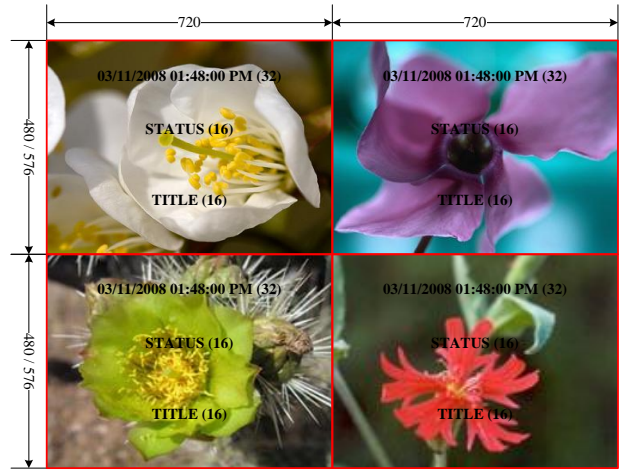 720
720
480 / 576
03/11/2008 01:48:00 PM (32)
STATUS (16)
TITLE (16)
03/11/2008 01:48:00 PM (32)
STATUS (16)
TITLE (16)
480 / 576
03/11/2008 01:48:00 PM (32)
STATUS (16)
TITLE (16)
03/11/2008 01:48:00 PM (32)
STATUS (16)
TITLE (16)